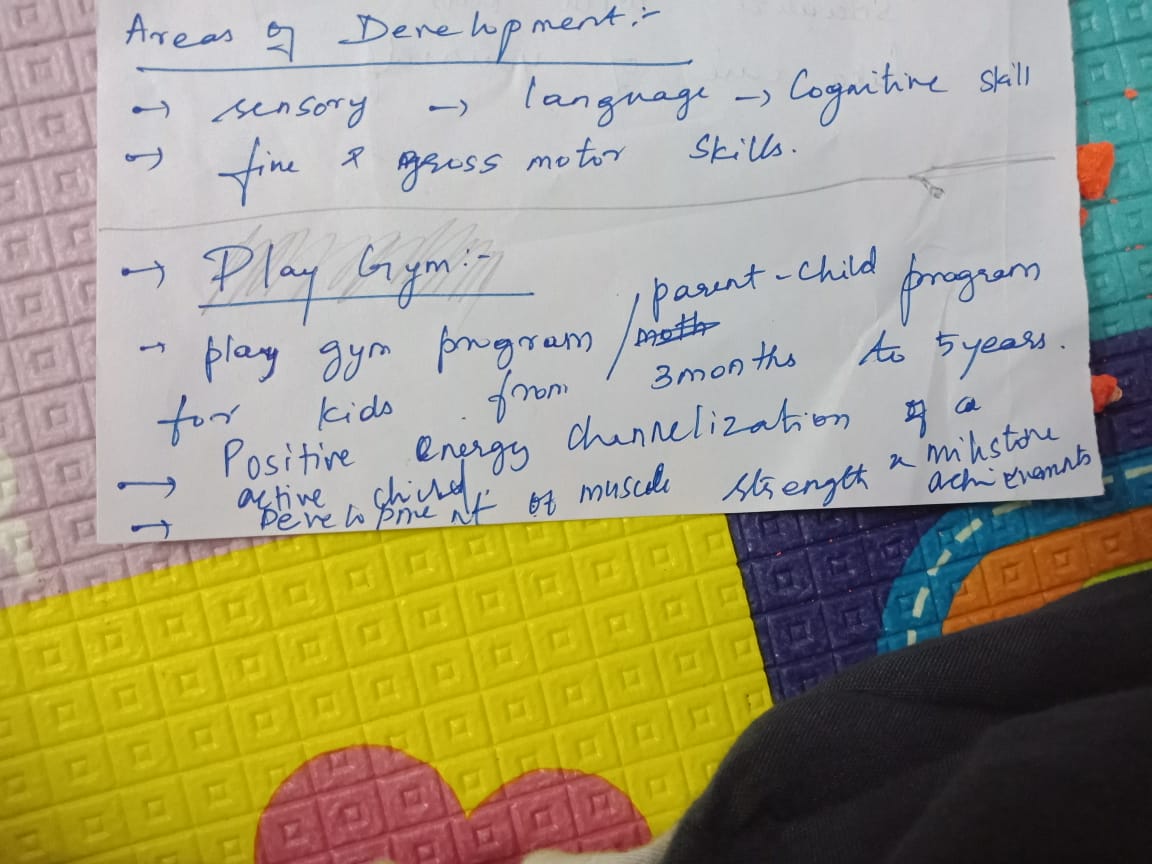 Areas of Development:-
→ sensory → language → Cognitive skill
→ fine & gross motor skills.
→ Play Gym:-
→ play gym program / parent-child program
for kids from 3months to 5years.
→ Positive energy channelization of a
active child.
→ Development of muscle strength & milstone achievements